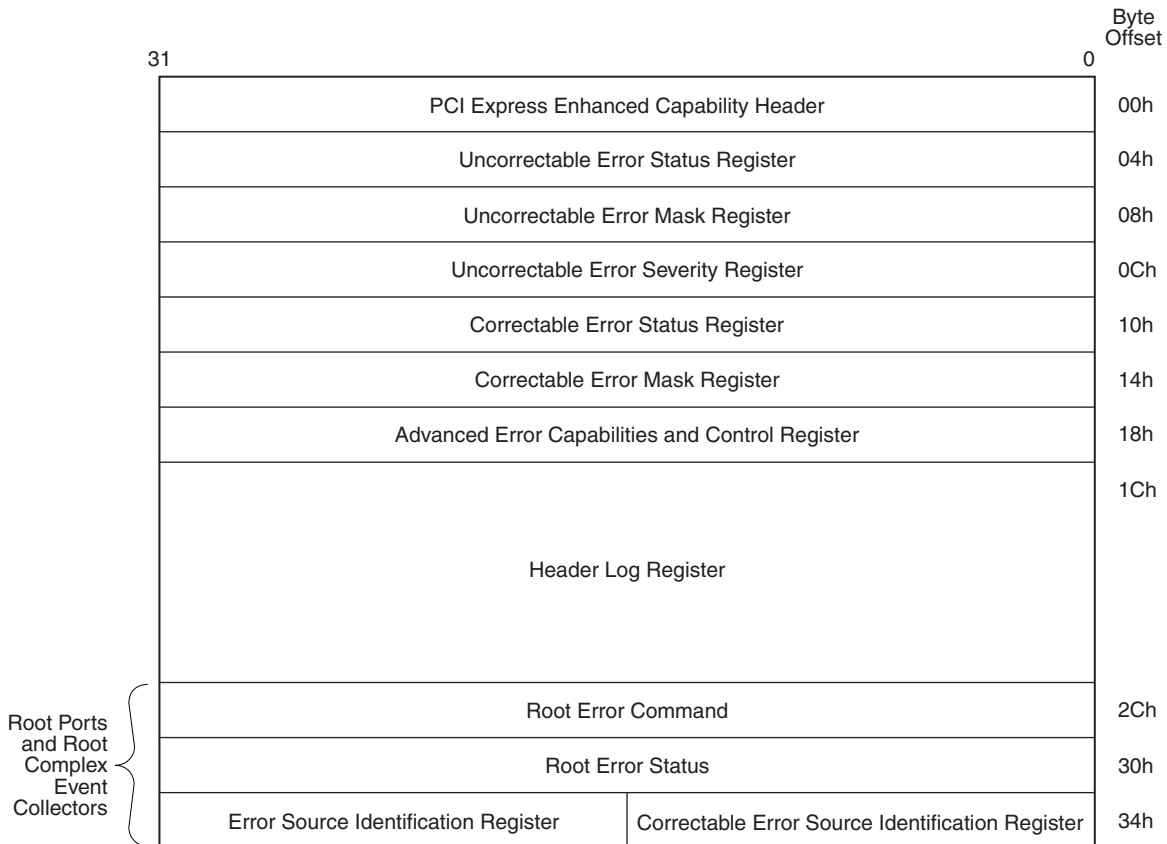 Byte
Offset
31 0
PCI Express Enhanced Capability Header 00h
Uncorrectable Error Status Register 04h
Uncorrectable Error Mask Register 08h
Uncorrectable Error Severity Register 0Ch
Correctable Error Status Register 10h
Correctable Error Mask Register 14h
Advanced Error Capabilities and Control Register 18h
1Ch
Header Log Register
Root Ports
and Root
Complex
Event
Collectors
Root Error Command 2Ch
Root Error Status 30h
Error Source Identification Register Correctable Error Source Identification Register 34h